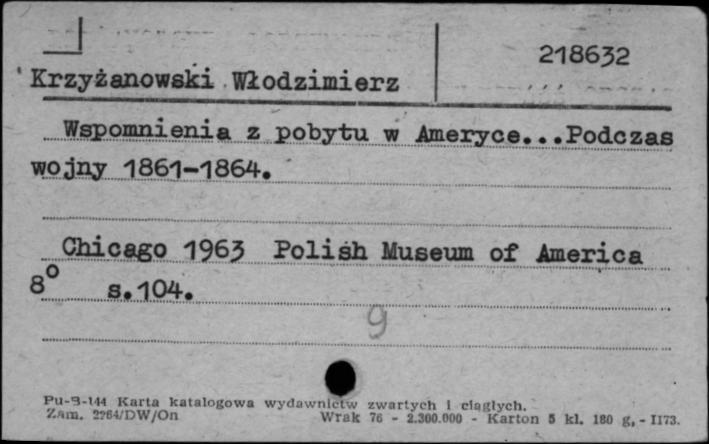 218632
Krzyżanowski Włodzimierz
Wspomnienia z pobytu w Ameryce...Podczas
wojny 1861-1864.
Chicago 1963 Polish Museum of America
8° s.104.
9
Pu-B-144 Karta katalogowa wydawnictw zwartych i ciągłych.
Zam. 2264/DW/On Wrak 76 - 2.300.000 - Karton 5 kl. 180 g, - II73.